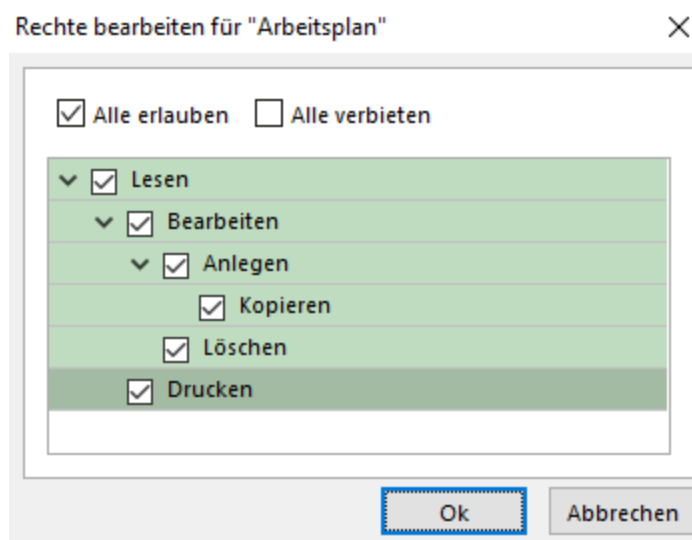 Rechte bearbeiten für "Arbeitsplan"
Alle erlauben Alle verbieten
Lesen
Bearbeiten
Anlegen
Kopieren
Löschen
Drucken
Ok Abbrechen